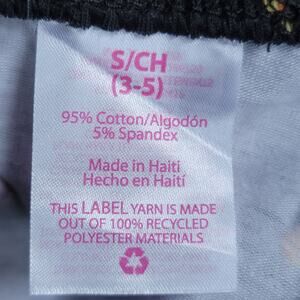 S/CH
(3-5)
95% Cotton/Algodón
5% Spandex
Made in Haiti
Hecho en Haití
THIS LABEL YARN IS MADE
OUT OF 100% RECYCLED
POLYESTER MATERIALS